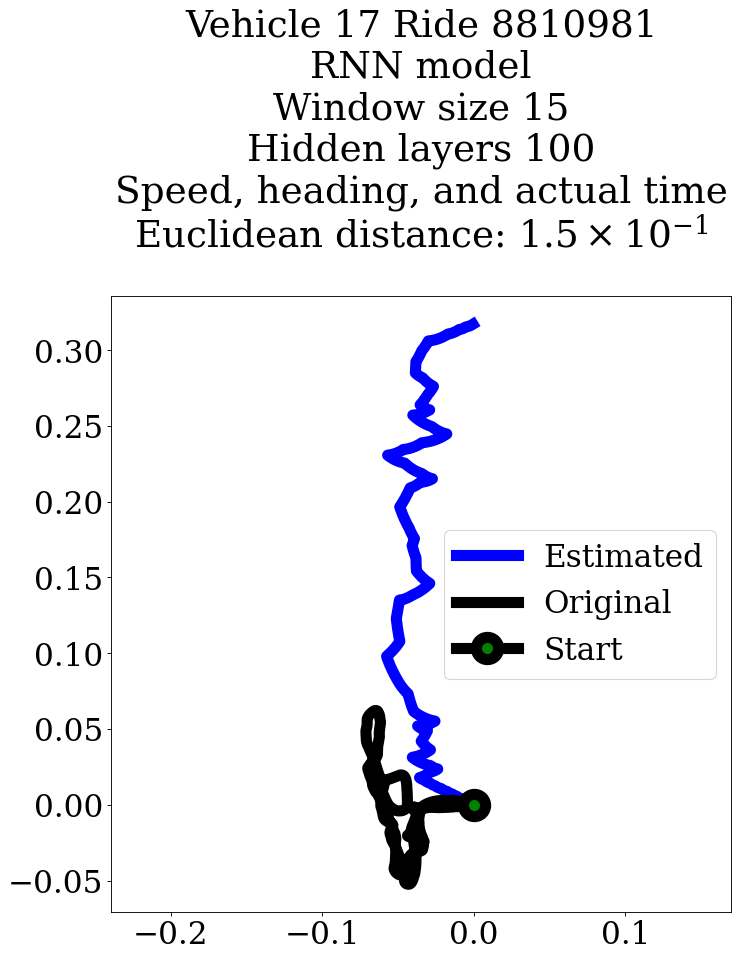 Vehicle 17 Ride 8810981
RNN model
Window size 15
Hidden layers 100
Speed, heading, and actual time
Euclidean distance: 1.5 × 10⁻¹
0.30
0.25
0.20
0.15
0.10
0.05
0.00
−0.05
Estimated
Original
Start
−0.2 −0.1 0.0 0.1